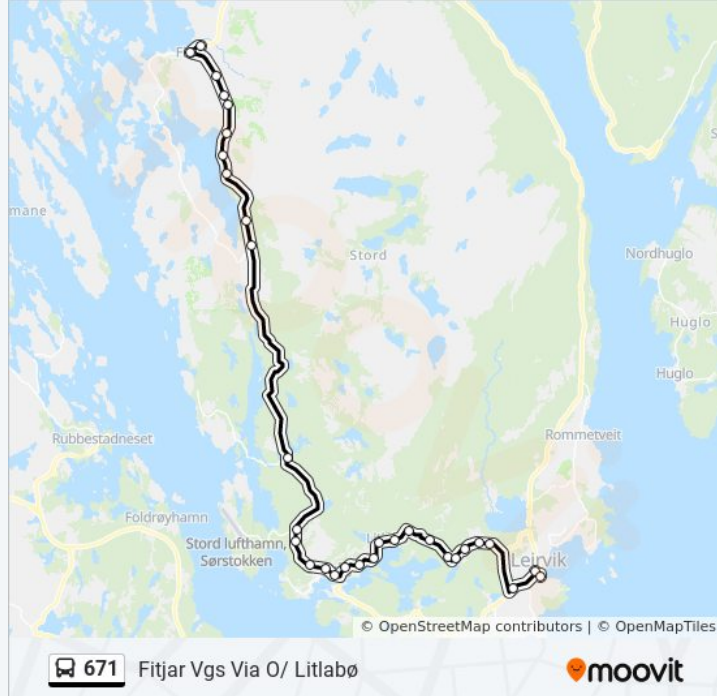 mane
Stord
Nordhuglo
Huglo
Huglo
Rommetveit
Rubbestadneset
Foldrøyhamn
Stord lufthamn,
Sørstokken
Leirvik
© OpenStreetMap contributors | © OpenMapTiles
671 Fitjar Vgs Via O/ Litlabø
moovit